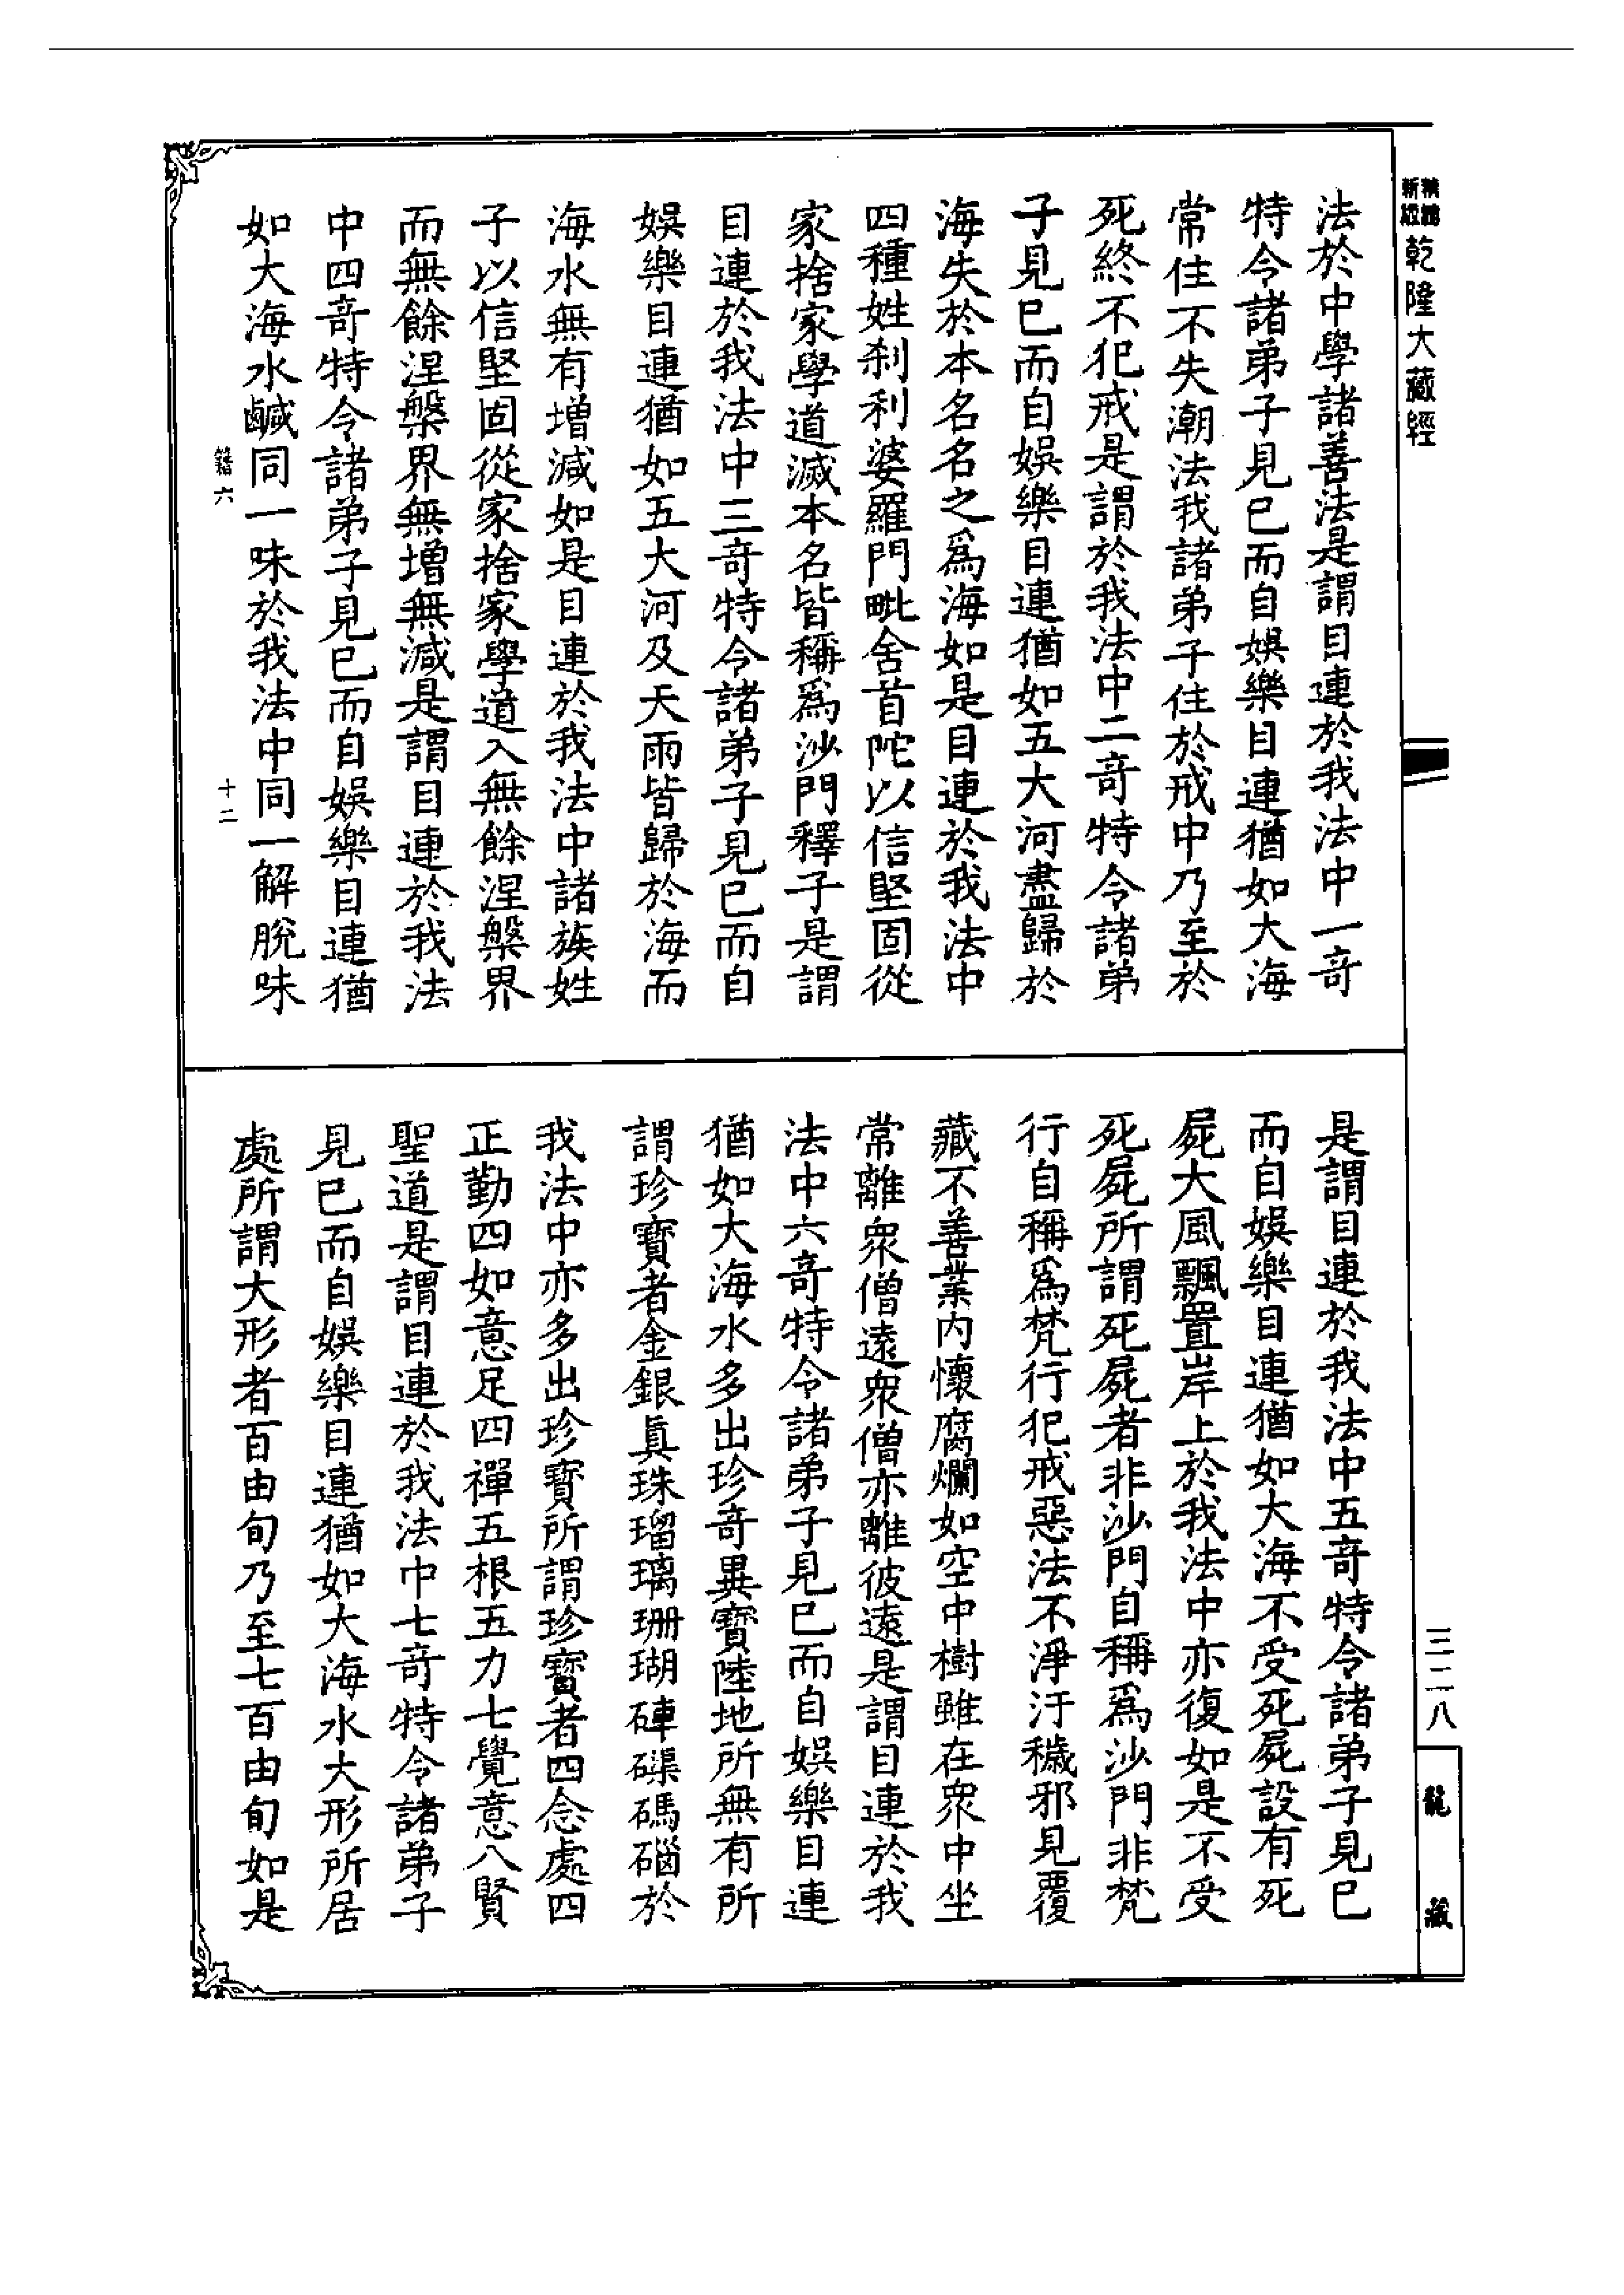 新編
精縮
乾隆大藏經
法於中學諸善法是謂目連於我法中一奇
特令諸弟子見已而自娛樂目連猶如大海
常住不失潮法我諸弟子住於戒中乃至於
死終不犯戒是謂於我法中二奇特令諸弟
子見已而自娛樂目連猶如五大河盡歸於
海失於本名名之為海如是目連於我法中
四種姓剎利婆羅門毗舍首陀以信堅固從
家捨家學道滅本名皆稱為沙門釋子是謂
目連於我法中三奇特令諸弟子見已而自
娛樂目連猶如五大河及天雨皆歸於海而
海水無有增減如是目連於我法中諸族姓
子以信堅固從家捨家學道入無餘涅槃界
而無餘涅槃界無增無減是謂目連於我法
中四奇特令諸弟子見已而自娛樂目連猶
如大海水鹹同一味於我法中同一解脫味
籍六
十二
是謂目連於我法中五奇特令諸弟子見已
而自娛樂目連猶如大海不受死屍設有死
屍大風飄置岸上於我法中亦復如是不受
死屍所謂死屍者非沙門自稱為沙門非梵
行自稱為梵行犯戒惡法不淨汙穢邪見覆
藏不善業內懷腐爛如空中樹雖在眾中坐
常離眾僧遠眾僧亦離彼遠是謂目連於我
法中六奇特令諸弟子見已而自娛樂目連
猶如大海水多出珍奇異寶陸地所無有所
謂珍寶者金銀真珠瑠璃珊瑚硨磲碼碯於
我法中亦多出珍寶所謂珍寶者四念處四
正勤四如意足四禪五根五力七覺意八賢
聖道是謂目連於我法中七奇特令諸弟子
見已而自娛樂目連猶如大海水大形所居
處所謂大形者百由旬乃至七百由旬如是
三二八
龍藏